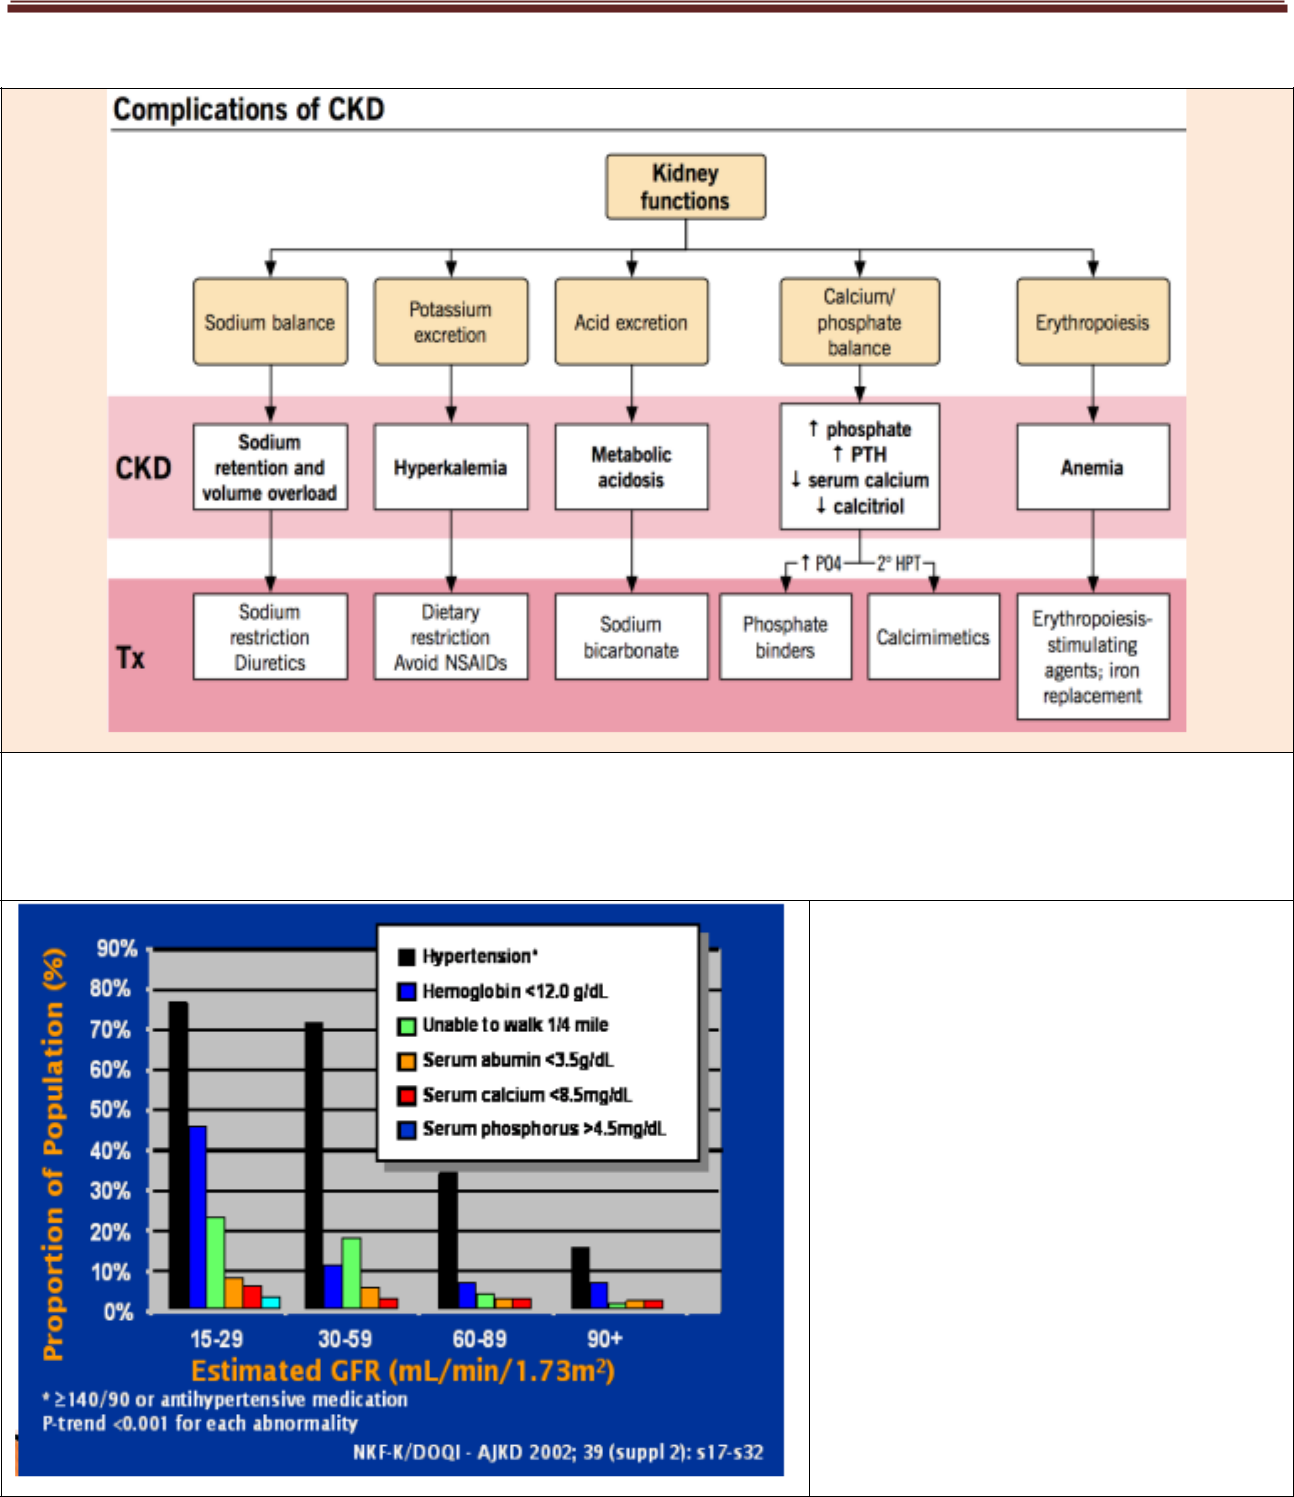 Complications of CKD
Kidney
functions
Sodium balance
Potassium
excretion
Acid excretion
Calcium/
phosphate
balance
Erythropoiesis
CKD
Sodium
retention and
volume overload
Hyperkalemia
Metabolic
acidosis
↑ phosphate
↑ PTH
↓ serum calcium
↓ calcitriol
Anemia
↑ PO4
2° HPT
Tx
Sodium
restriction
Diuretics
Dietary
restriction
Avoid NSAIDs
Sodium
bicarbonate
Phosphate
binders
Calcimimetics
Erythropoiesis-
stimulating
agents; iron
replacement
Proportion of Population (%)
90%
80%
70%
60%
50%
40%
30%
20%
10%
0%
Hypertension*
Hemoglobin <12.0 g/dL
Unable to walk 1/4 mile
Serum abumin <3.5g/dL
Serum calcium <8.5mg/dL
Serum phosphorus >4.5mg/dL
15-29
30-59
60-89
90+
Estimated GFR (mL/min/1.73m²)
* ≥140/90 or antihypertensive medication
P-trend <0.001 for each abnormality
NKF-K/DOQI - AJKD 2002; 39 (suppl 2): s17-s32